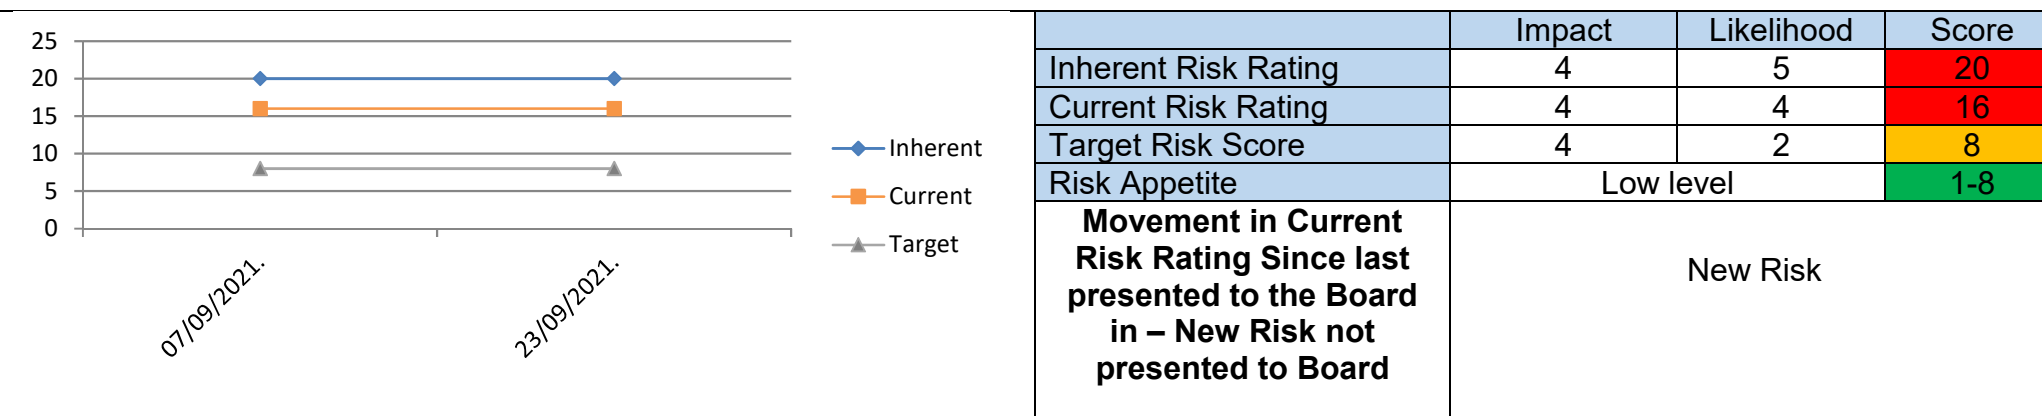 25
20
15
10
5
0
07/09/2021.
23/09/2021.
Inherent
Current
Target
Impact Likelihood Score
Inherent Risk Rating 4 5 20
Current Risk Rating 4 4 16
Target Risk Score 4 2 8
Risk Appetite Low level 1-8
Movement in Current
Risk Rating Since last
presented to the Board
in – New Risk not
presented to Board
New Risk